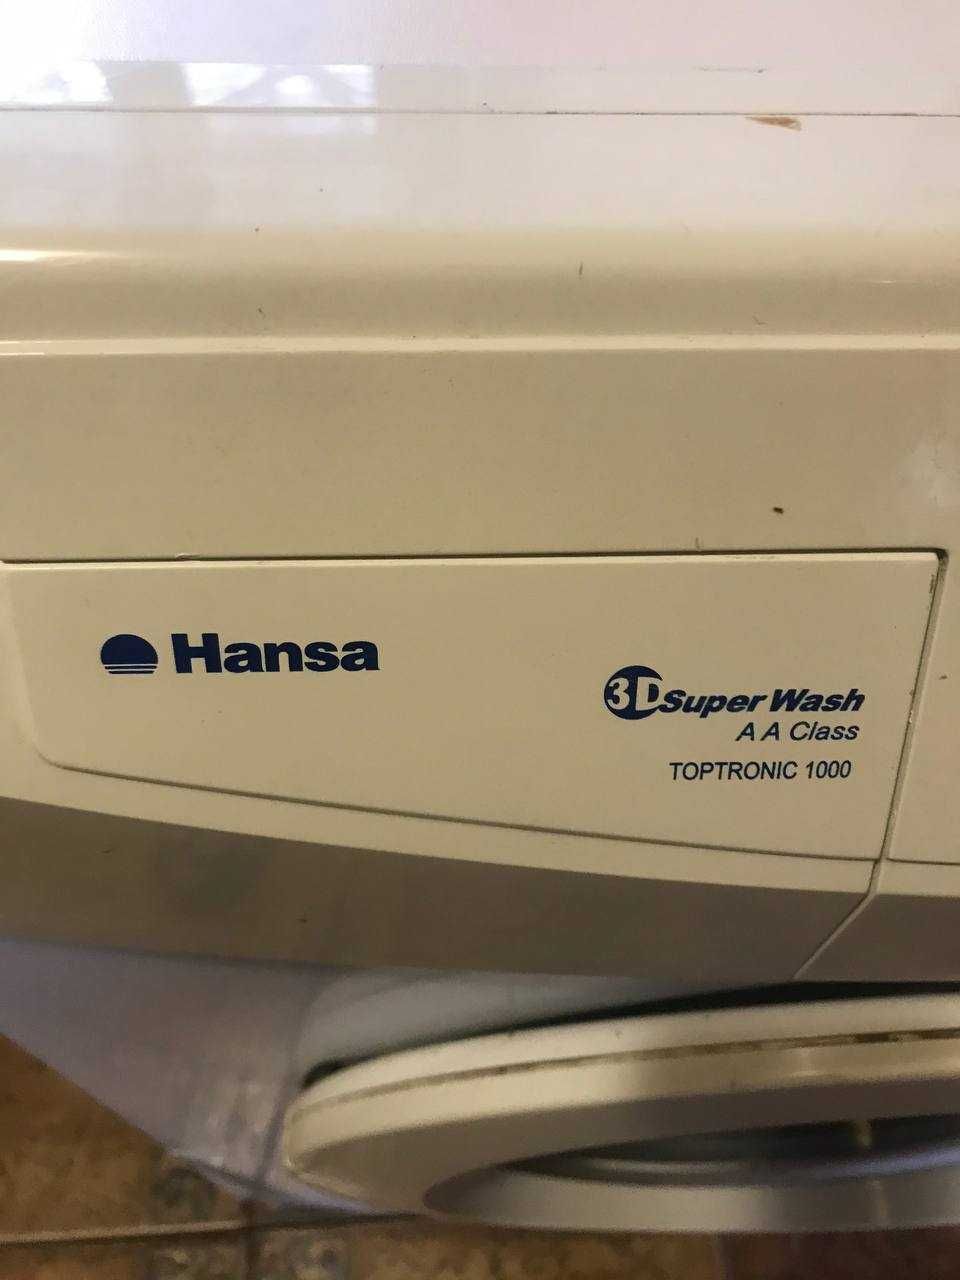 Hansa
3D Super Wash
A A Class
TOPTRONIC 1000